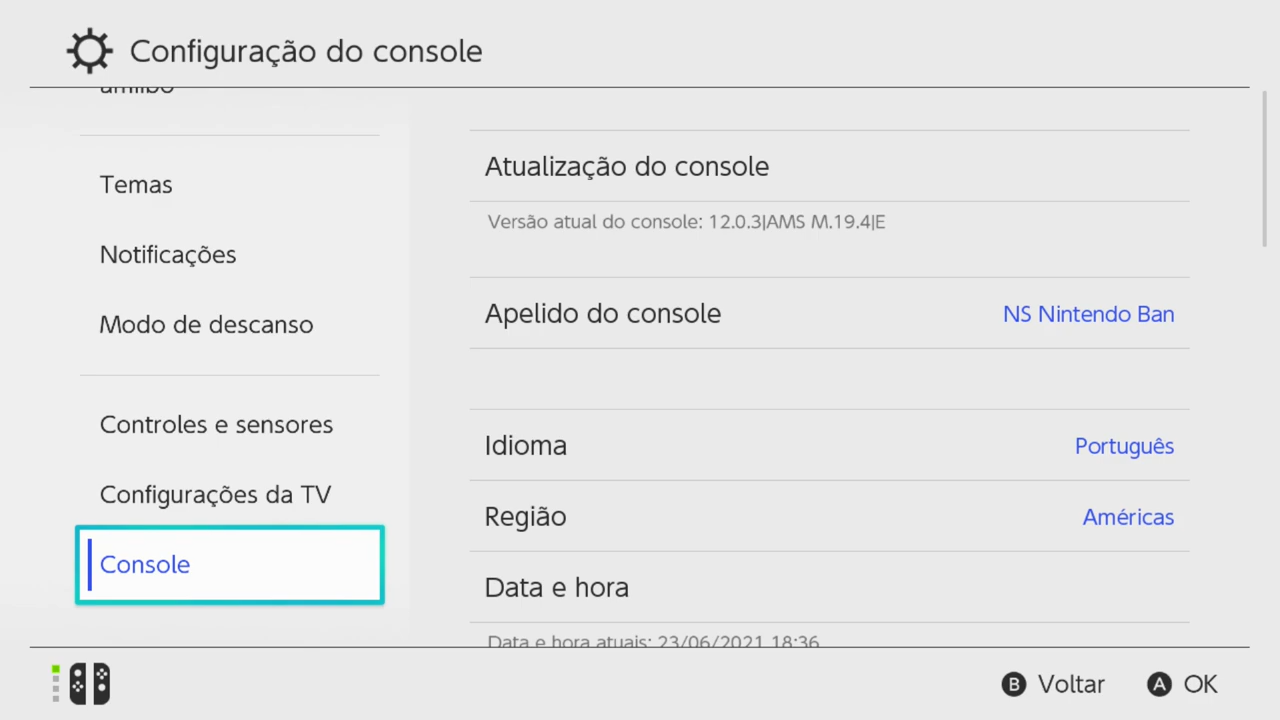 Configuração do console
amiibo
Temas
Notificações
Modo de descanso
Controles e sensores
Configurações da TV
Console
Atualização do console
Versão atual do console: 12.0.3|AMS M.19.4|E
Apelido do console NS Nintendo Ban
Idioma Português
Região Américas
Data e hora
Data e hora atuais: 23/06/2021 18:36
B Voltar A OK